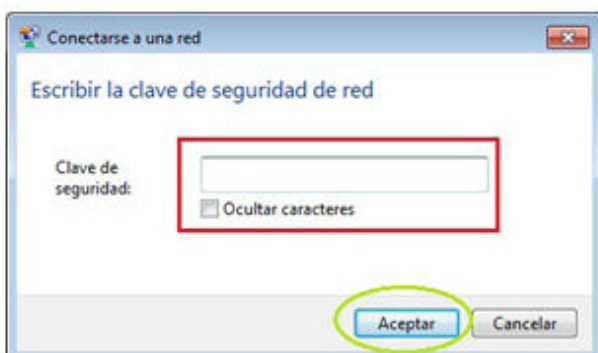 Conectarse a una red
Escribir la clave de seguridad de red
Clave de
seguridad:
Ocultar caracteres
Aceptar
Cancelar